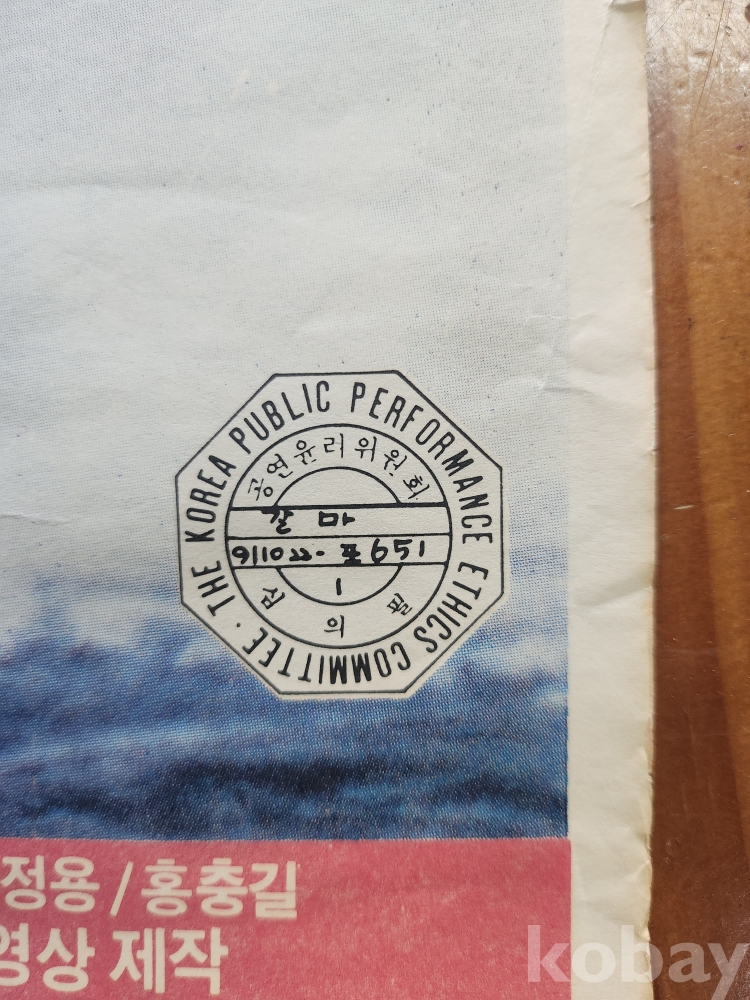 THE KOREA PUBLIC PERFORMANCE ETHICS COMMITTEE ·
공연윤리위원회
갈마
911022-포651
1
심의필
정용/홍충길
영상 제작
kobay